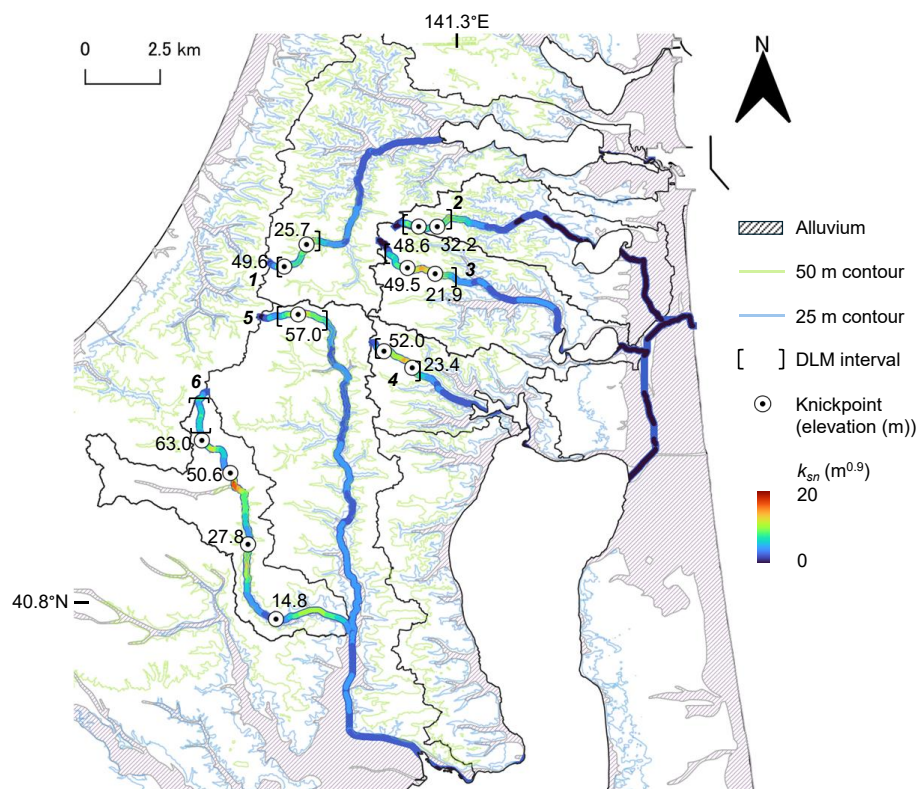 141.3°E
0 2.5 km
N
2
25.7
48.6 32.2
49.6
1
3
49.5
21.9
5
57.0
52.0
23.4
4
6
63.0
50.6
27.8
40.8°N
14.8
Alluvium
50 m contour
25 m contour
[ ] DLM interval
Knickpoint
(elevation (m))
ksn (m0.9)
20
0